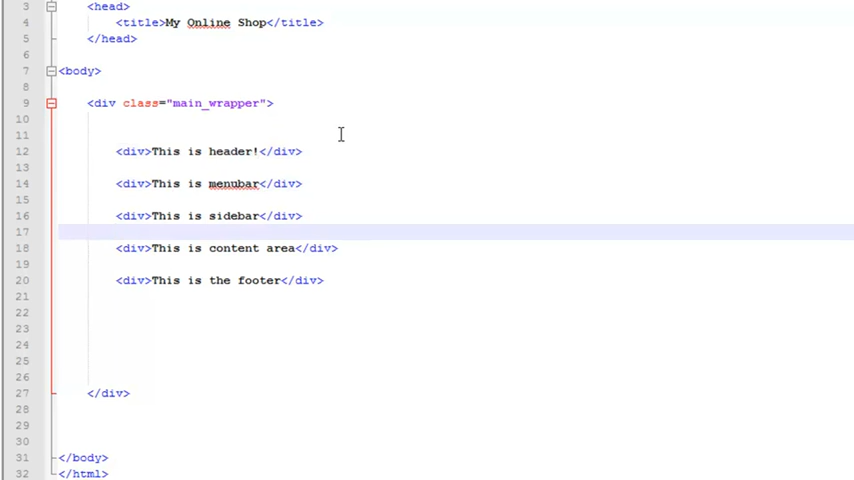 3 <head>
4 <title>My Online Shop</title>
5 </head>
6
7 <body>
8
9 <div class="main_wrapper">
10
11
12 <div>This is header!</div>
13
14 <div>This is menubar</div>
15
16 <div>This is sidebar</div>
17
18 <div>This is content area</div>
19
20 <div>This is the footer</div>
21
22
23
24
25
26
27 </div>
28
29
30
31 </body>
32 </html>